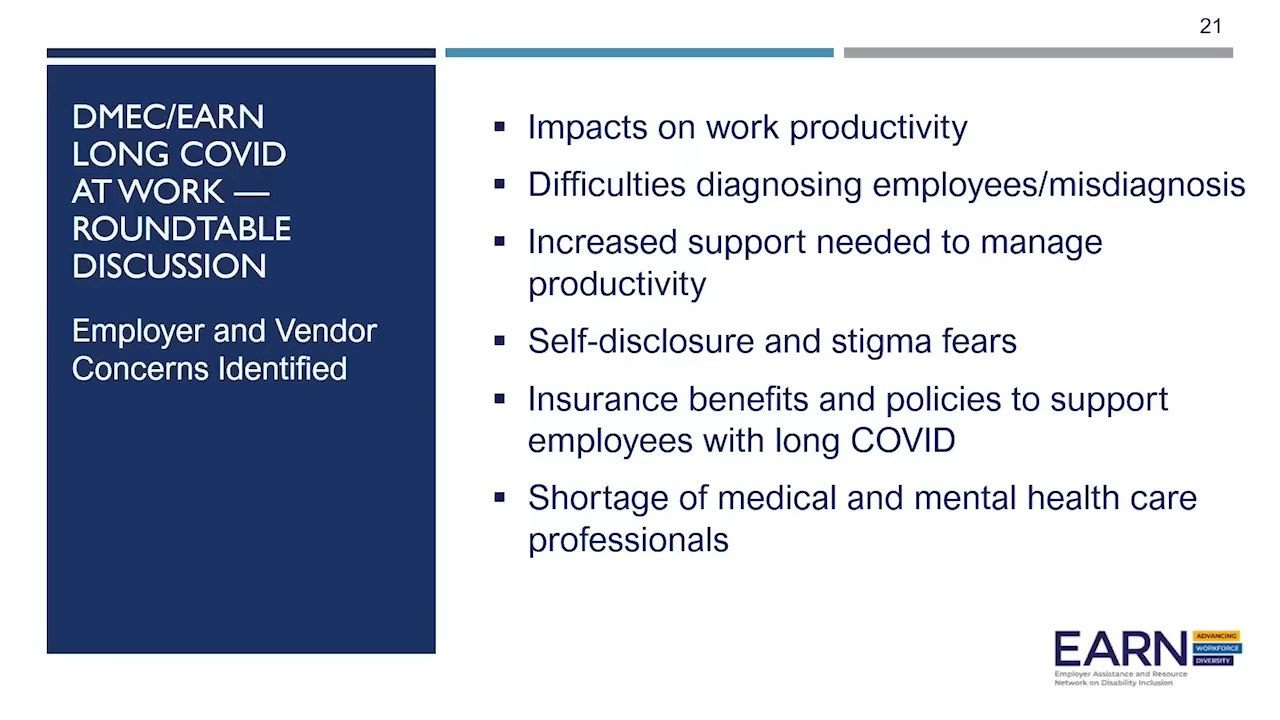 21
DMEC/EARN
LONG COVID
AT WORK —
ROUNDTABLE
DISCUSSION
Employer and Vendor
Concerns Identified
▪ Impacts on work productivity
▪ Difficulties diagnosing employees/misdiagnosis
▪ Increased support needed to manage
productivity
▪ Self-disclosure and stigma fears
▪ Insurance benefits and policies to support
employees with long COVID
▪ Shortage of medical and mental health care
professionals
EARN
ADVANCING
WORKFORCE
DIVERSITY
Employer Assistance and Resource
Network on Disability Inclusion